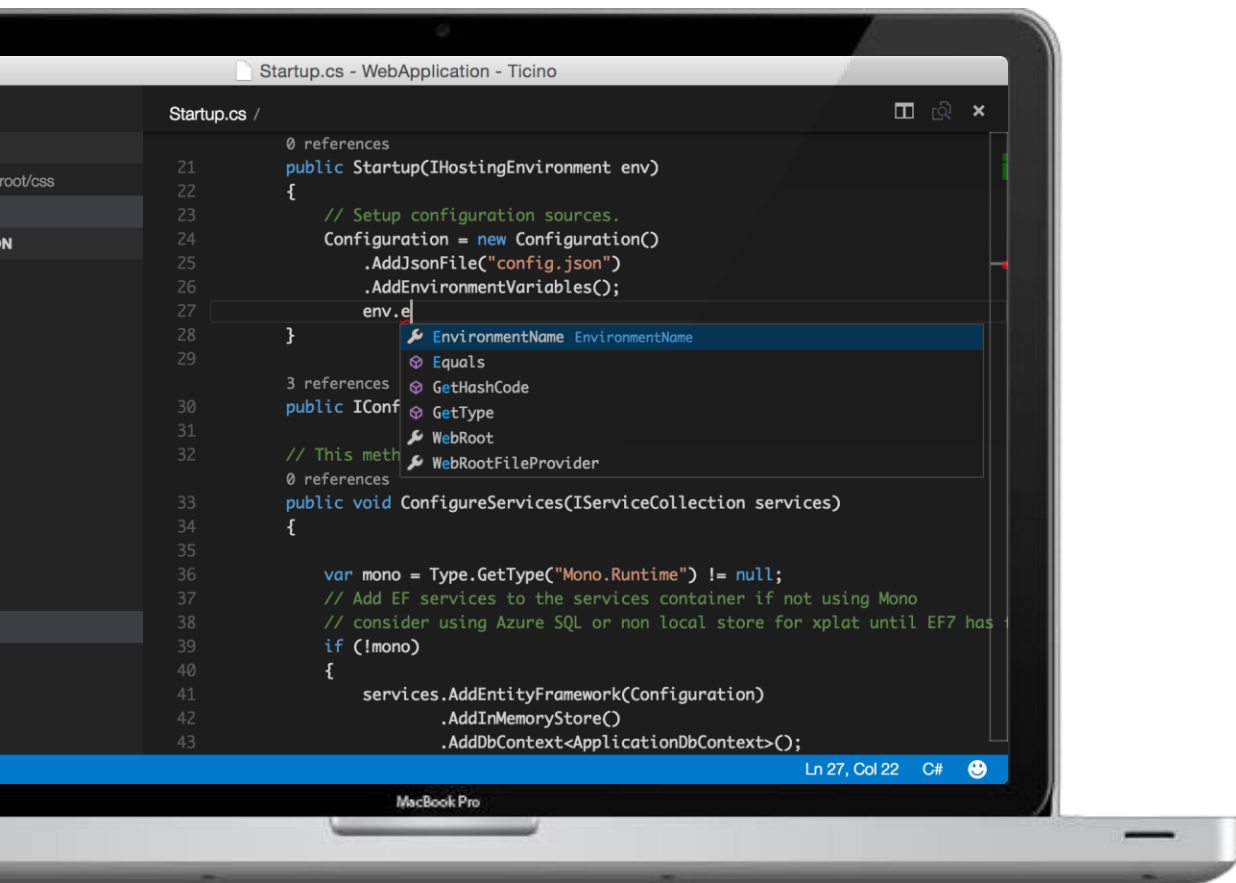 Startup.cs - WebApplication - Ticino
Startup.cs /
root/css
ON
0 references
21 public Startup(IHostingEnvironment env)
22 {
23 // Setup configuration sources.
24 Configuration = new Configuration()
25 .AddJsonFile("config.json")
26 .AddEnvironmentVariables();
27 env.e
28 }
EnvironmentName EnvironmentName
29
Equals
3 references
GetHashCode
30 public IConf
GetType
31
WebRoot
32 // This meth
WebRootFileProvider
0 references
33 public void ConfigureServices(IServiceCollection services)
34 {
35
36 var mono = Type.GetType("Mono.Runtime") != null;
37 // Add EF services to the services container if not using Mono
38 // consider using Azure SQL or non local store for xplat until EF7 has
39 if (!mono)
40 {
41 services.AddEntityFramework(Configuration)
42 .AddInMemoryStore()
43 .AddDbContext<ApplicationDbContext>();
Ln 27, Col 22 C#
MacBook Pro